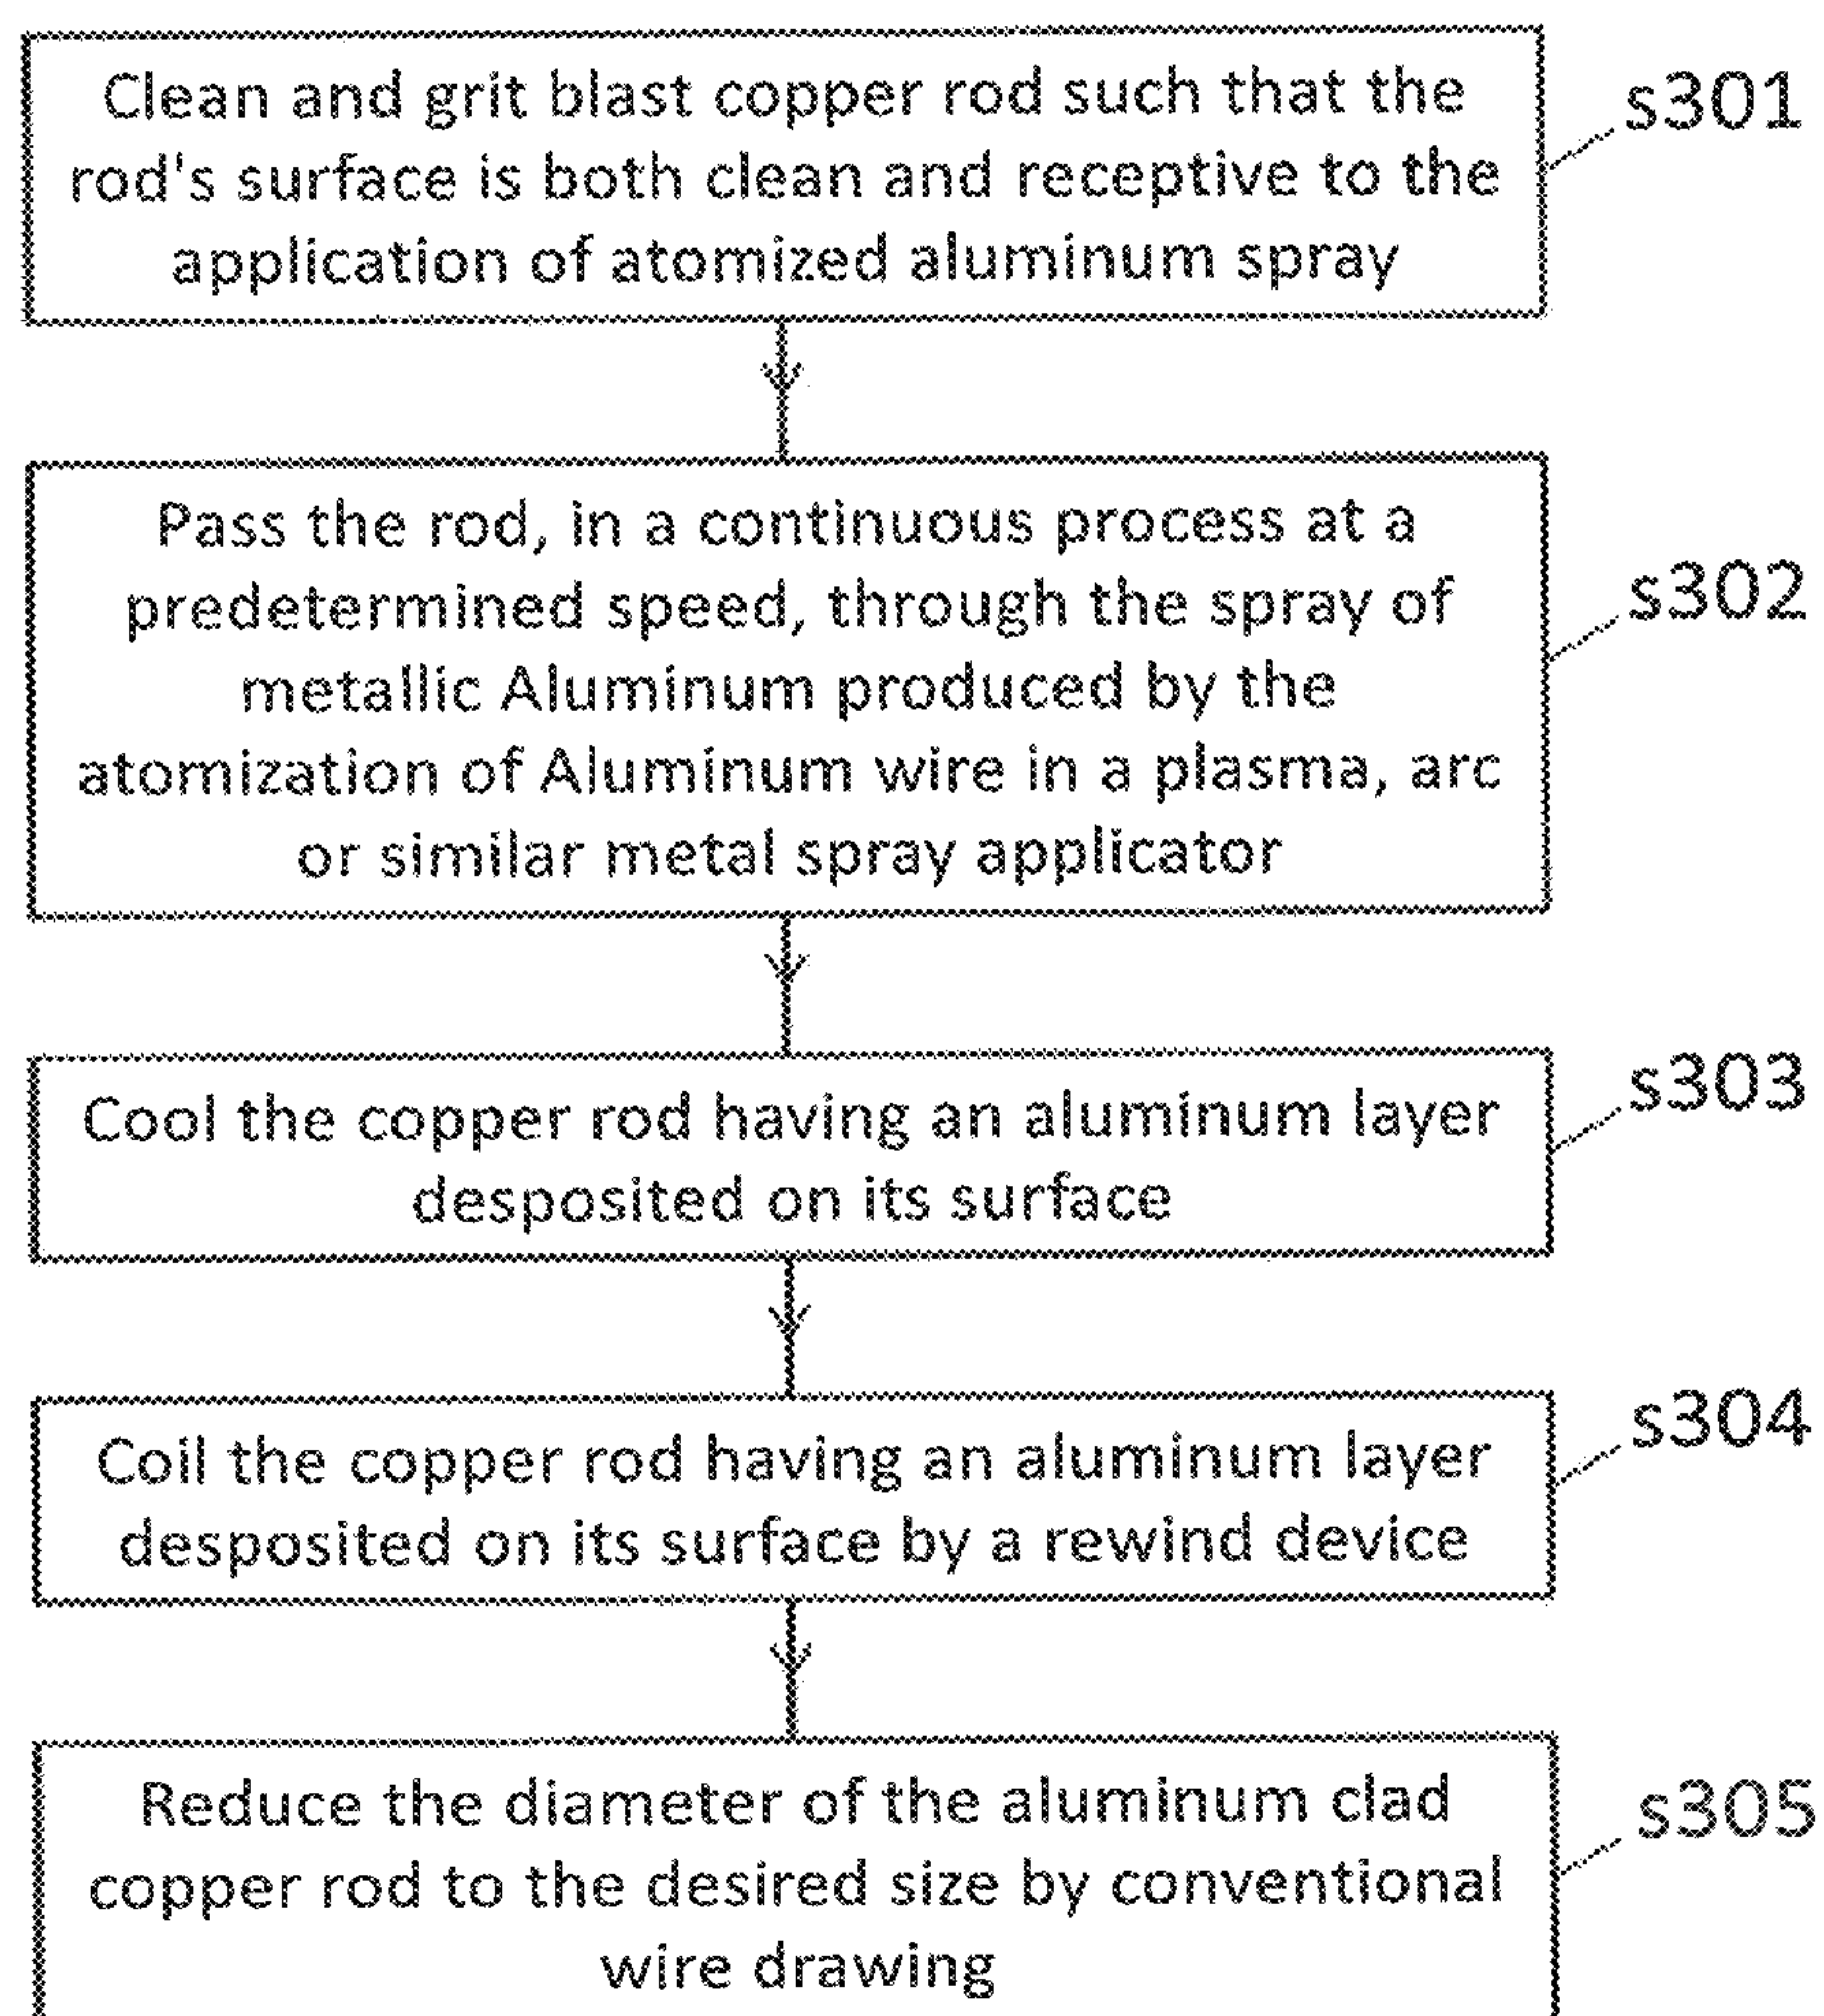 Clean and grit blast copper rod such that the
rod's surface is both clean and receptive to the
application of atomized aluminum spray
s301
Pass the rod, in a continuous process at a
predetermined speed, through the spray of
metallic Aluminum produced by the
atomization of Aluminum wire in a plasma, arc
or similar metal spray applicator
s302
Cool the copper rod having an aluminum layer
desposited on its surface
s303
Coil the copper rod having an aluminum layer
desposited on its surface by a rewind device
s304
Reduce the diameter of the aluminum clad
copper rod to the desired size by conventional
wire drawing
s305